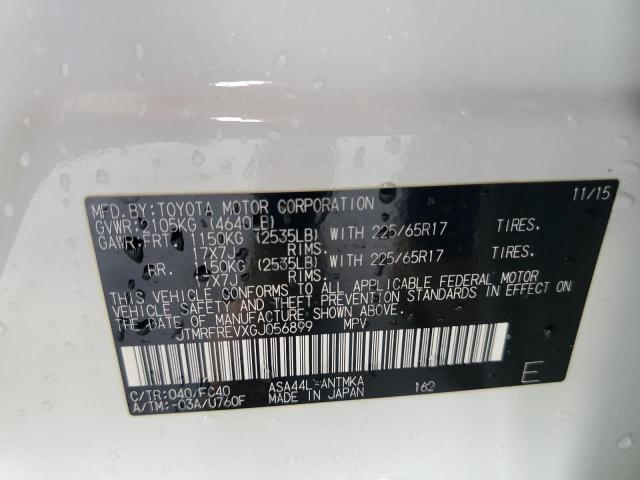 MFD.BY:TOYOTA MOTOR CORPORATION 11/15
GVWR:2105KG (4640LB)
GAWR:FRT. 1150KG (2535LB) WITH 225/65R17 TIRES.
17X7J RIMS.
RR. 1150KG (2535LB) WITH 225/65R17 TIRES.
17X7J RIMS.
THIS VEHICLE CONFORMS TO ALL APPLICABLE FEDERAL MOTOR
VEHICLE SAFETY AND THEFT PREVENTION STANDARDS IN EFFECT ON
THE DATE OF MANUFACTURE SHOWN ABOVE.
JTMRFREVXGJ056899 MPV
C/TR:040/FC40 ASA44L-ANTMKA 162 E
A/TM:-03A/U760F MADE IN JAPAN